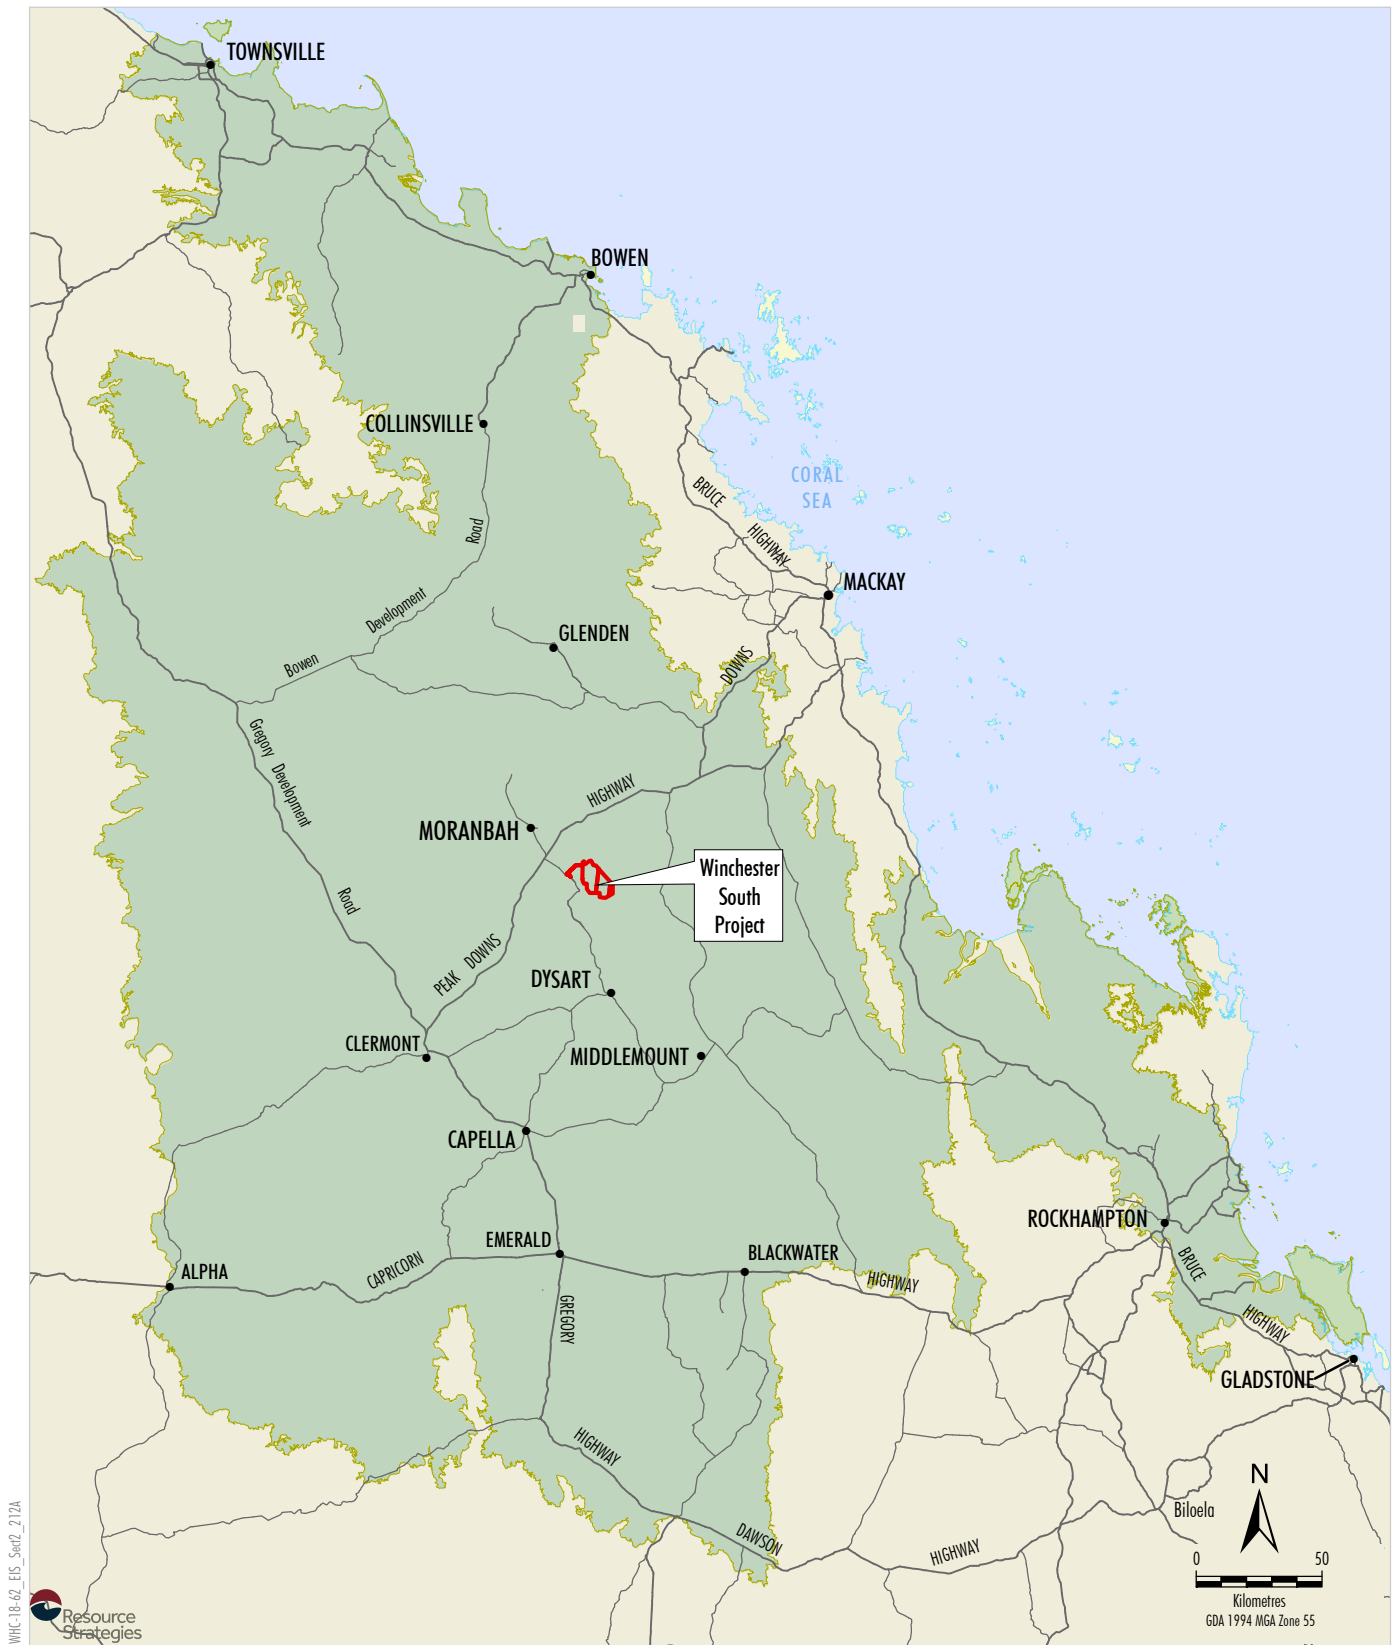 TOWNSVILLE
BOWEN
COLLINSVILLE
CORAL
SEA
BRUCE
HIGHWAY
Road
MACKAY
Development
GLENDEN
Bowen
DOWNS
Gregory Development
HIGHWAY
MORANBAH
Winchester
South
Project
Road
PEAK DOWNS
DYSART
CLERMONT
MIDDLEMOUNT
CAPELLA
ROCKHAMPTON
EMERALD
BLACKWATER
ALPHA
CAPRICORN
HIGHWAY
BRUCE
GREGORY
HIGHWAY
GLADSTONE
HIGHWAY
N
Biloela
DAWSON
HIGHWAY
0 50
Kilometres
GDA 1994 MGA Zone 55
WHC-18-62_EIS_Sect2_212A
Resource
Strategies